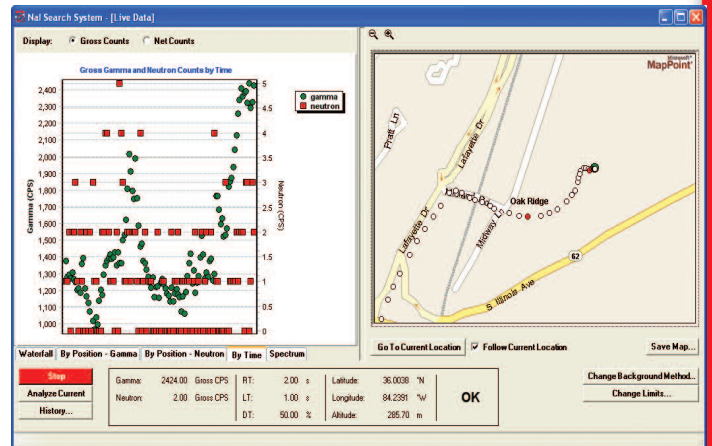 NaI Search System - [Live Data]
Display: Gross Counts Net Counts
Gross Gamma and Neutron Counts by Time
gamma
neutron
Gamma (CPS)
2,400
2,300
2,200
2,100
2,000
1,900
1,800
1,700
1,600
1,500
1,400
1,300
1,200
1,100
1,000
Neutron (CPS)
5
4.5
4
3.5
3
2.5
2
1.5
1
0.5
0
Waterfall By Position - Gamma By Position - Neutron By Time Spectrum
Microsoft®
MapPoint®
Pratt Ln
Lafayette Dr
Oak Ridge
Midway Ln
Lafayette Dr
62
S Illinois Ave
Go To Current Location Follow Current Location Save Map...
Stop
Analyze Current
History...
Gamma: 2424.00 Gross CPS RT: 2.00 s Latitude: 36.0038 °N
Neutron: 2.00 Gross CPS LT: 1.00 s Longitude: 84.2391 °W
DT: 50.00 % Altitude: 285.70 m
OK
Change Background Method...
Change Limits...